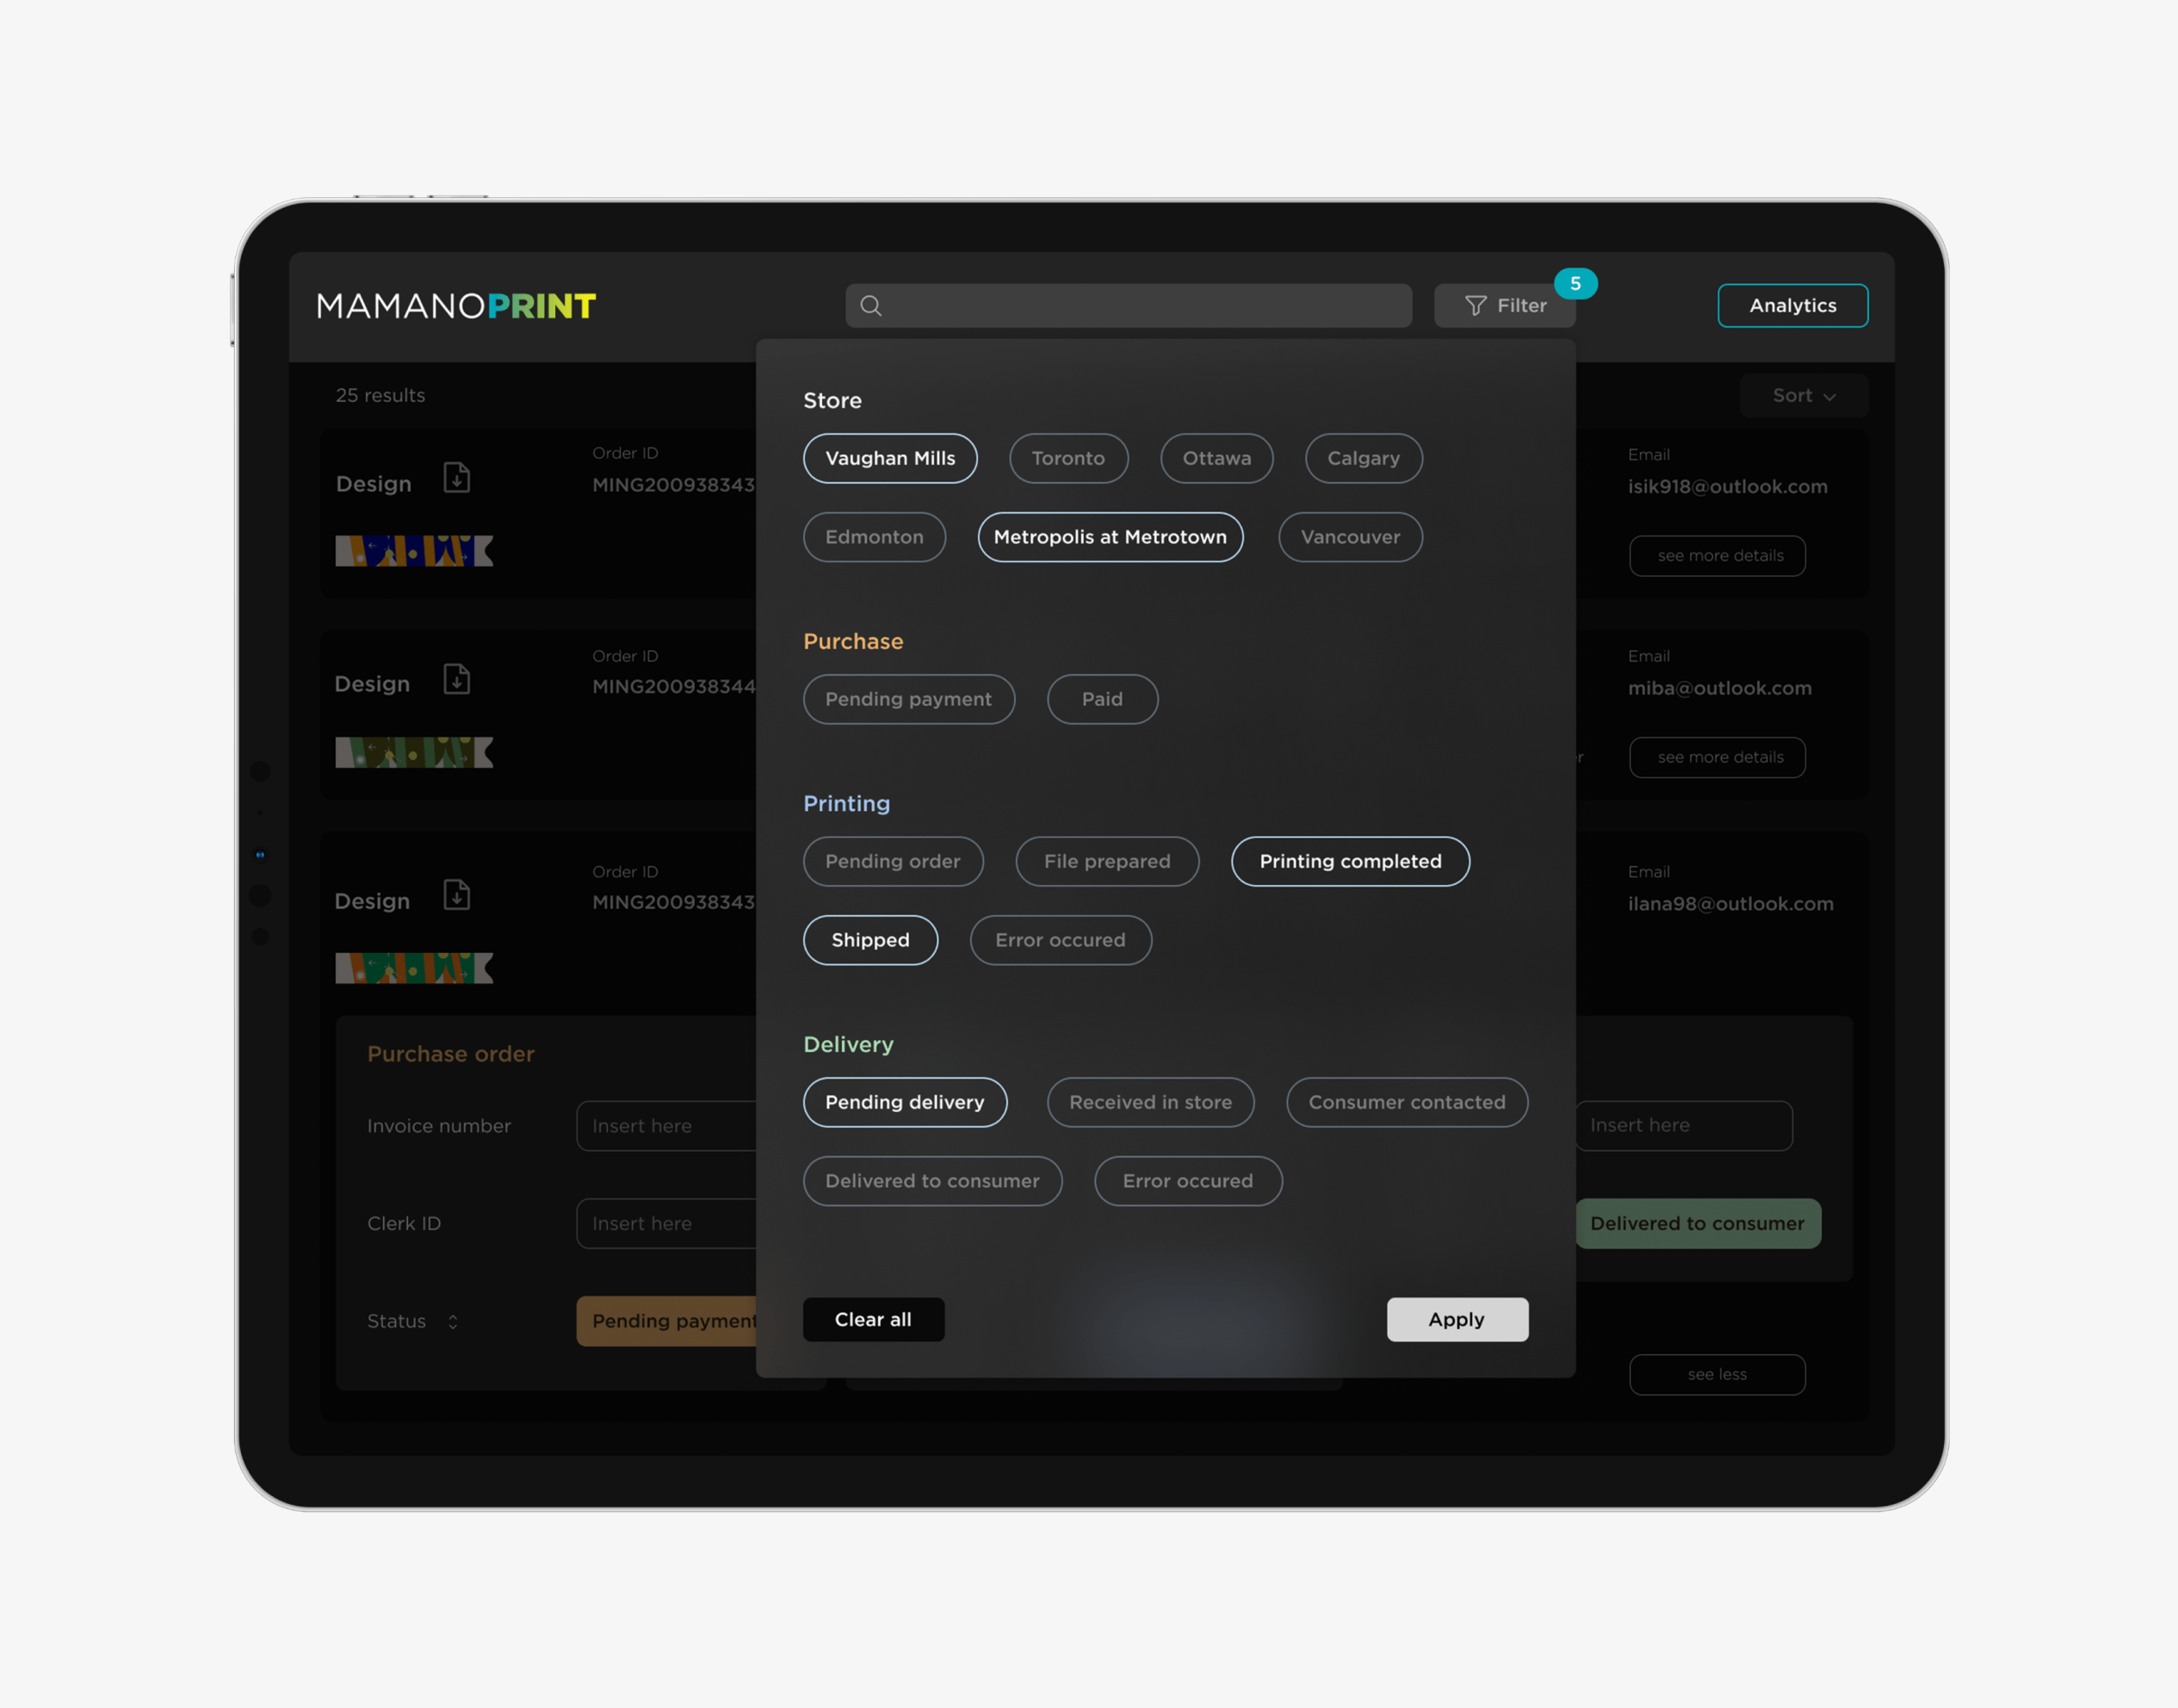 MAMANOPRINT
Filter
5
Analytics
25 results
Sort
Store
Vaughan Mills Toronto Ottawa Calgary
Edmonton Metropolis at Metrotown Vancouver
Purchase
Pending payment Paid
Printing
Pending order File prepared Printing completed
Shipped Error occured
Delivery
Pending delivery Received in store Consumer contacted
Delivered to consumer Error occured
Clear all Apply
Design
Order ID
MING200938343
Email
isik918@outlook.com
see more details
Design
Order ID
MING200938344
Email
miba@outlook.com
see more details
Design
Order ID
MING200938343
Email
ilana98@outlook.com
Purchase order
Invoice number Insert here
Clerk ID Insert here
Status Pending payment
Insert here
Delivered to consumer
see less